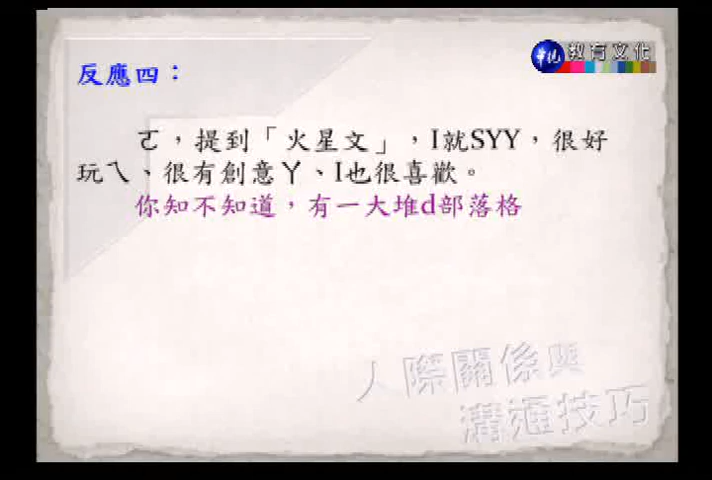 華視 教育文化
反應四：
ㄛ，提到「火星文」，I就SYY，很好
玩ㄟ、很有創意ㄚ、I也很喜歡。
你知不知道，有一大堆d部落格
人際關係與
溝通技巧